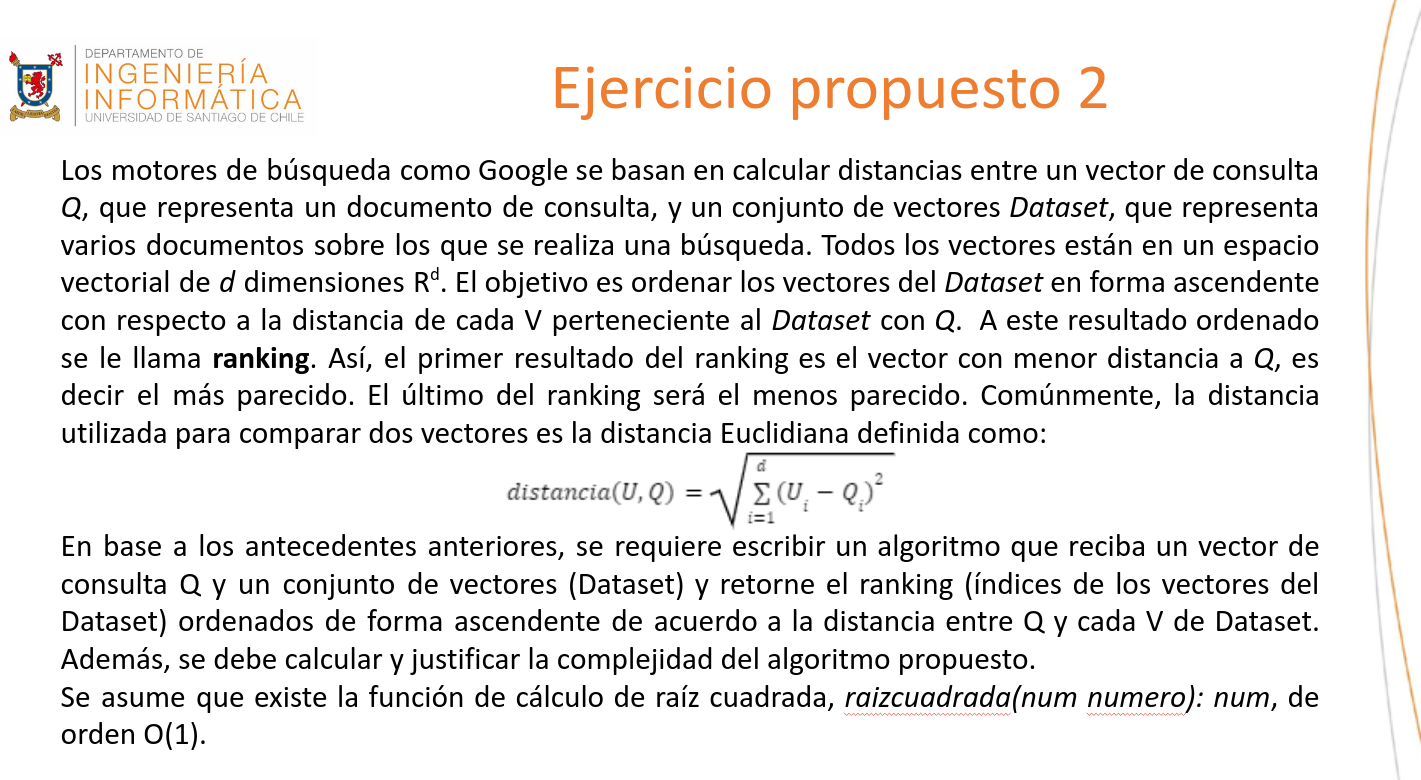 DEPARTAMENTO DE
INGENIERÍA
INFORMÁTICA
UNIVERSIDAD DE SANTIAGO DE CHILE
Ejercicio propuesto 2
Los motores de búsqueda como Google se basan en calcular distancias entre un vector de consulta
Q, que representa un documento de consulta, y un conjunto de vectores Dataset, que representa
varios documentos sobre los que se realiza una búsqueda. Todos los vectores están en un espacio
vectorial de d dimensiones Rᵈ. El objetivo es ordenar los vectores del Dataset en forma ascendente
con respecto a la distancia de cada V perteneciente al Dataset con Q. A este resultado ordenado
se le llama ranking. Así, el primer resultado del ranking es el vector con menor distancia a Q, es
decir el más parecido. El último del ranking será el menos parecido. Comúnmente, la distancia
utilizada para comparar dos vectores es la distancia Euclidiana definida como:
distancia(U, Q) = √(∑_{i=1}^{d} (U_i − Q_i)²)
En base a los antecedentes anteriores, se requiere escribir un algoritmo que reciba un vector de
consulta Q y un conjunto de vectores (Dataset) y retorne el ranking (índices de los vectores del
Dataset) ordenados de forma ascendente de acuerdo a la distancia entre Q y cada V de Dataset.
Además, se debe calcular y justificar la complejidad del algoritmo propuesto.
Se asume que existe la función de cálculo de raíz cuadrada, raizcuadrada(num numero): num, de
orden O(1).